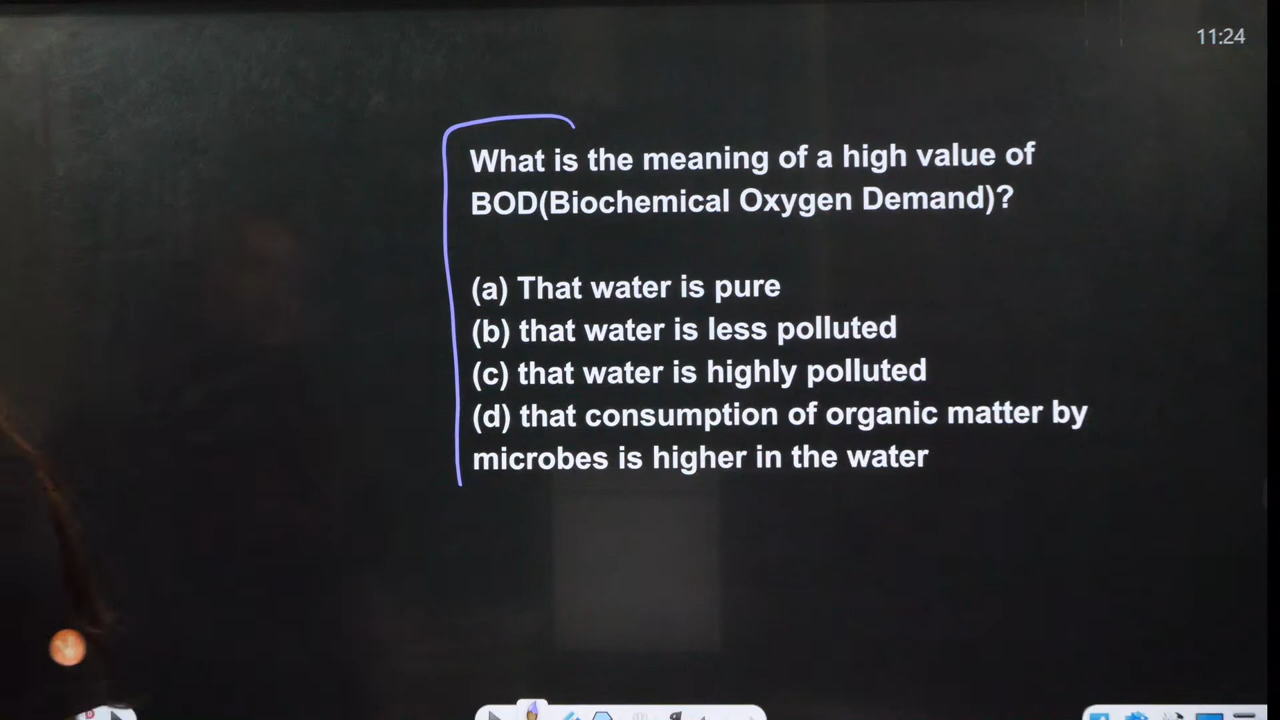 11:24
What is the meaning of a high value of
BOD(Biochemical Oxygen Demand)?
(a) That water is pure
(b) that water is less polluted
(c) that water is highly polluted
(d) that consumption of organic matter by
microbes is higher in the water